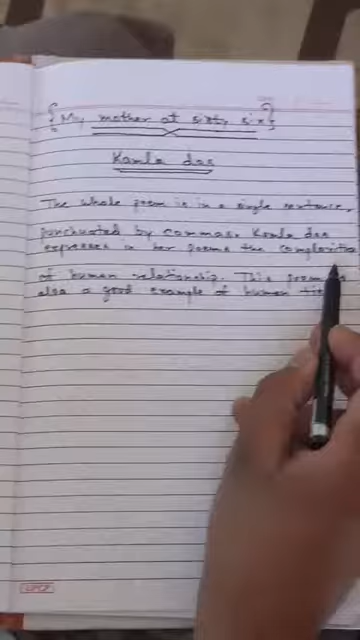 My mother at sixty six
Kamla das
The whole poem is in a single sentence,
punctuated by commas. Kamla das
expresses in her poems the complexities
of human relationship. This poem is
also a good example of human